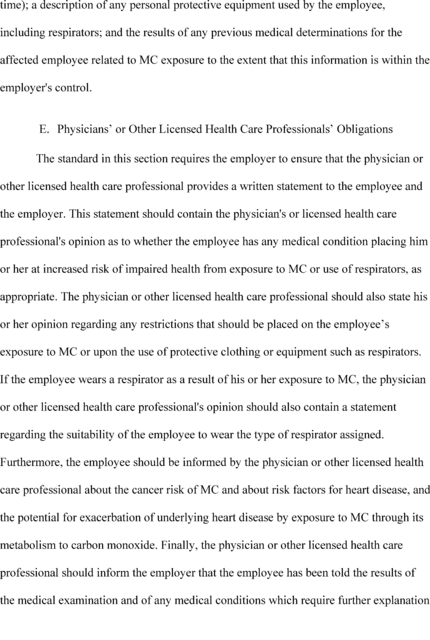 time); a description of any personal protective equipment used by the employee,
including respirators; and the results of any previous medical determinations for the
affected employee related to MC exposure to the extent that this information is within the
employer's control.
E. Physicians’ or Other Licensed Health Care Professionals’ Obligations
The standard in this section requires the employer to ensure that the physician or
other licensed health care professional provides a written statement to the employee and
the employer. This statement should contain the physician's or licensed health care
professional's opinion as to whether the employee has any medical condition placing him
or her at increased risk of impaired health from exposure to MC or use of respirators, as
appropriate. The physician or other licensed health care professional should also state his
or her opinion regarding any restrictions that should be placed on the employee’s
exposure to MC or upon the use of protective clothing or equipment such as respirators.
If the employee wears a respirator as a result of his or her exposure to MC, the physician
or other licensed health care professional's opinion should also contain a statement
regarding the suitability of the employee to wear the type of respirator assigned.
Furthermore, the employee should be informed by the physician or other licensed health
care professional about the cancer risk of MC and about risk factors for heart disease, and
the potential for exacerbation of underlying heart disease by exposure to MC through its
metabolism to carbon monoxide. Finally, the physician or other licensed health care
professional should inform the employer that the employee has been told the results of
the medical examination and of any medical conditions which require further explanation